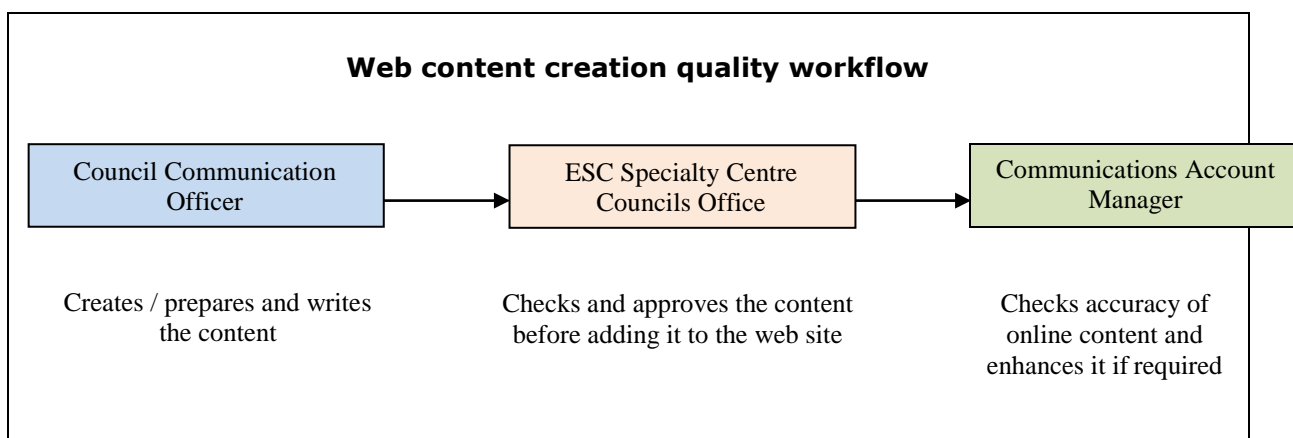 Web content creation quality workflow
Council Communication
Officer
ESC Specialty Centre
Councils Office
Communications Account
Manager
Creates / prepares and writes
the content
Checks and approves the content
before adding it to the web site
Checks accuracy of
online content and
enhances it if required